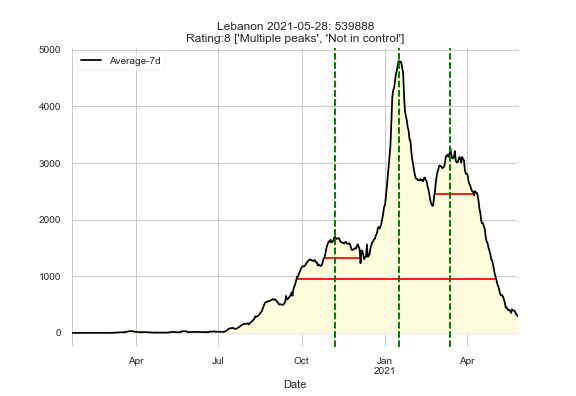 Lebanon 2021-05-28: 539888
Rating:8 ['Multiple peaks', 'Not in control']
Average-7d
5000
4000
3000
2000
1000
0
Apr
Jul
Oct
Jan
2021
Apr
Date